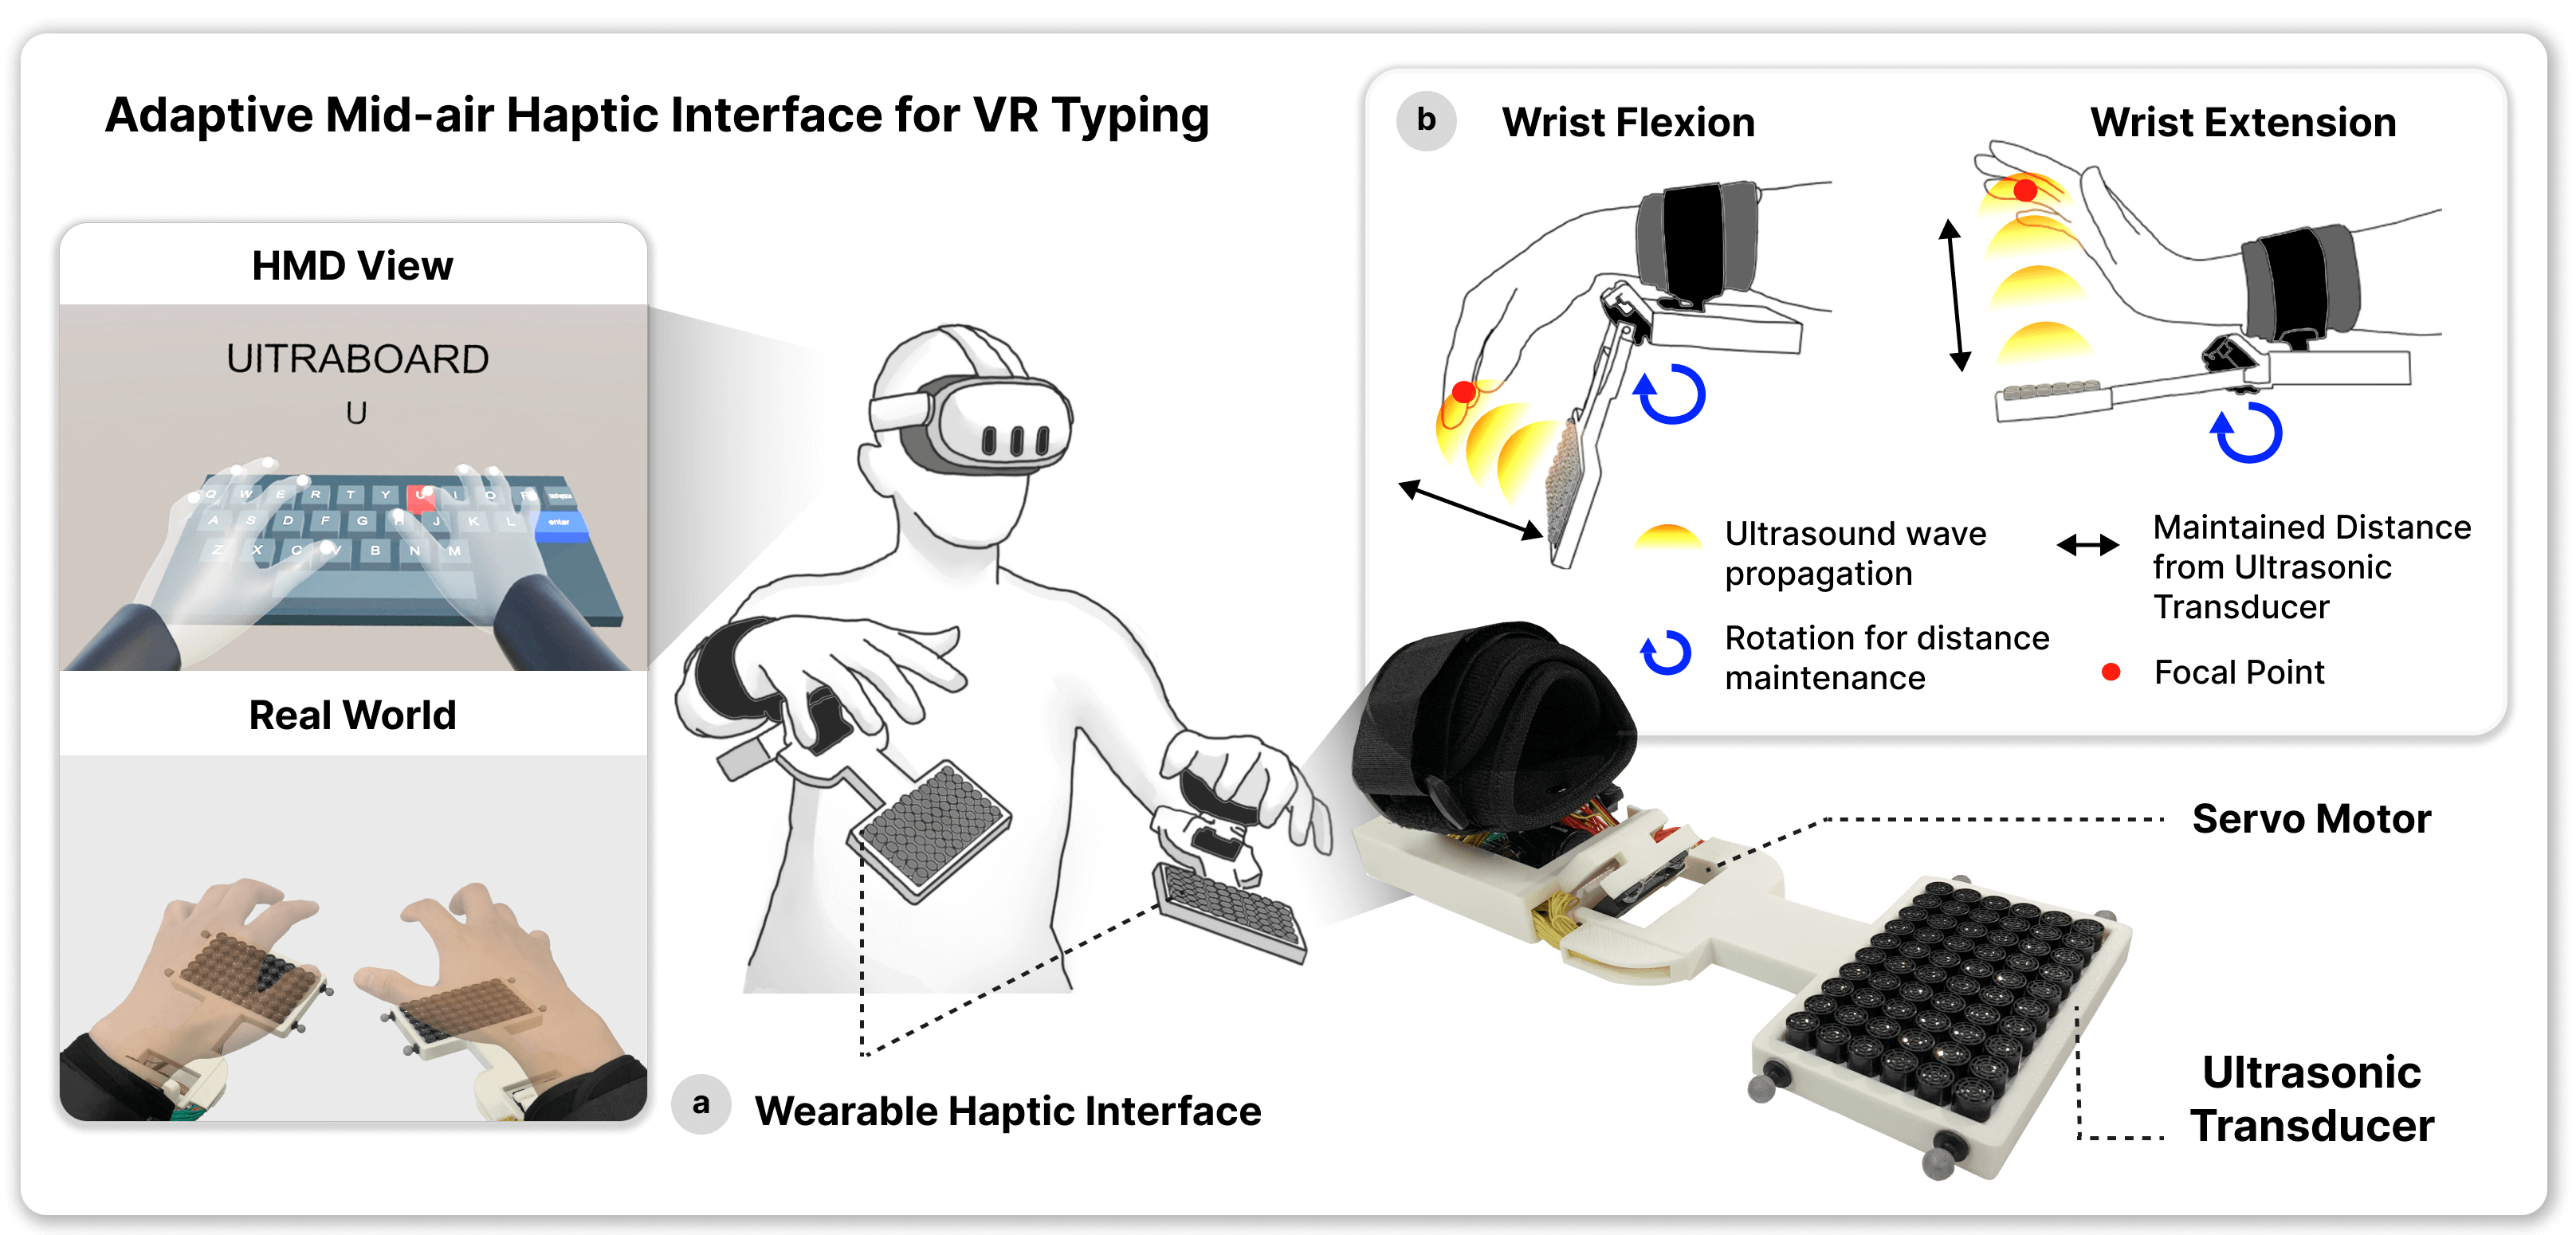 Adaptive Mid-air Haptic Interface for VR Typing
HMD View
UITRABOARD
U
Q W E R T Y U I O P
A S D F G H J K L enter
Z X C V B N M
Real World
a Wearable Haptic Interface
b Wrist Flexion Wrist Extension
Ultrasound wave
propagation
Rotation for distance
maintenance
Maintained Distance
from Ultrasonic
Transducer
Focal Point
Servo Motor
Ultrasonic
Transducer